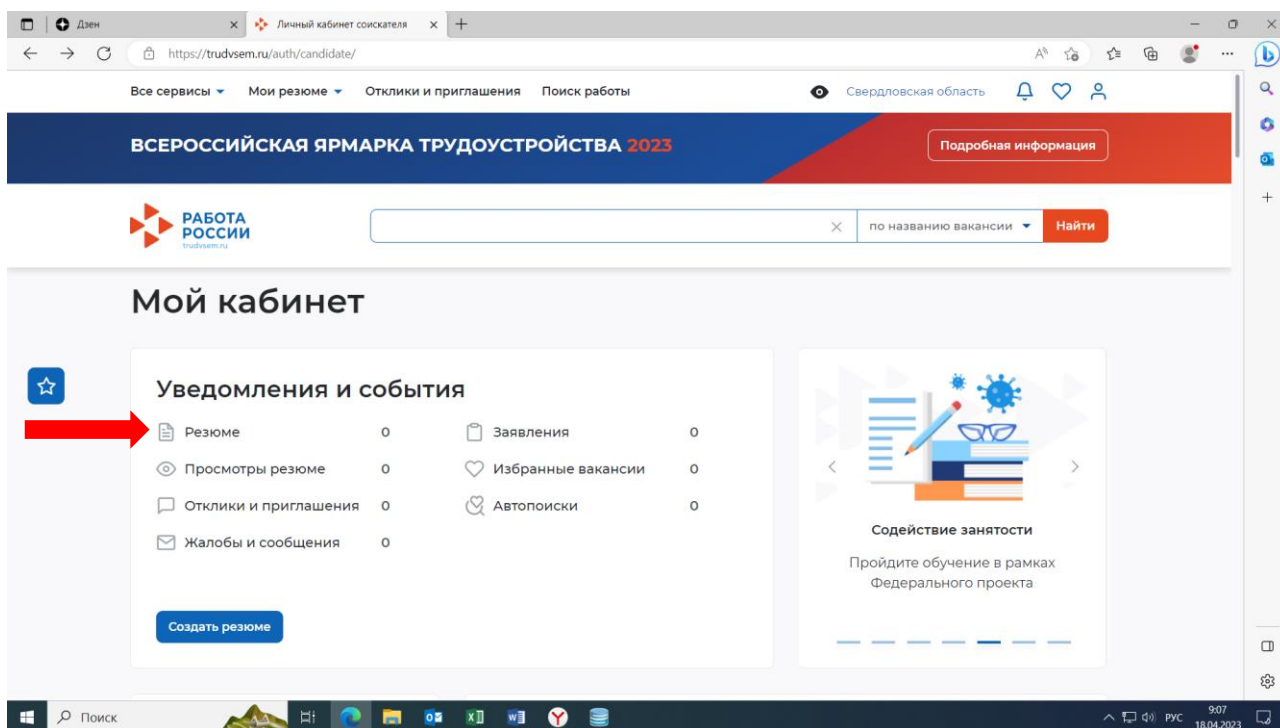 Дзен
Личный кабинет соискателя
https://trudvsem.ru/auth/candidate/
Все сервисы Мои резюме Отклики и приглашения Поиск работы Свердловская область
ВСЕРОССИЙСКАЯ ЯРМАРКА ТРУДОУСТРОЙСТВА 2023 Подробная информация
РАБОТА
РОССИИ
trudvsem.ru
по названию вакансии Найти
Мой кабинет
Уведомления и события
Резюме 0 Заявления 0
Просмотры резюме 0 Избранные вакансии 0
Отклики и приглашения 0 Автопоиски 0
Жалобы и сообщения 0
Создать резюме
Содействие занятости
Пройдите обучение в рамках
Федерального проекта
Поиск
РУС
9:07
18.04.2023